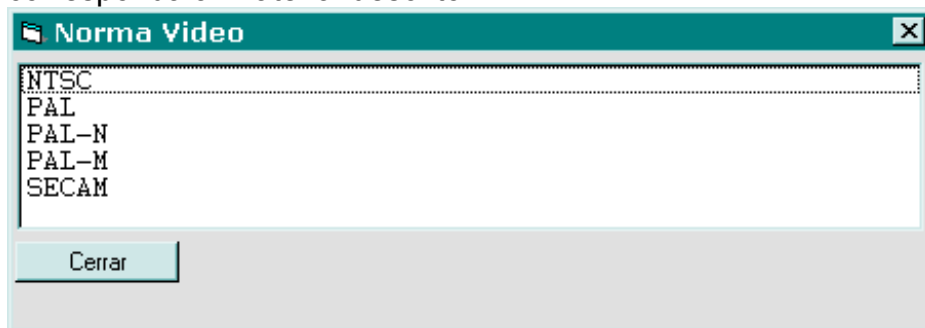 Norma Video
NTSC
PAL
PAL-N
PAL-M
SECAM
Cerrar